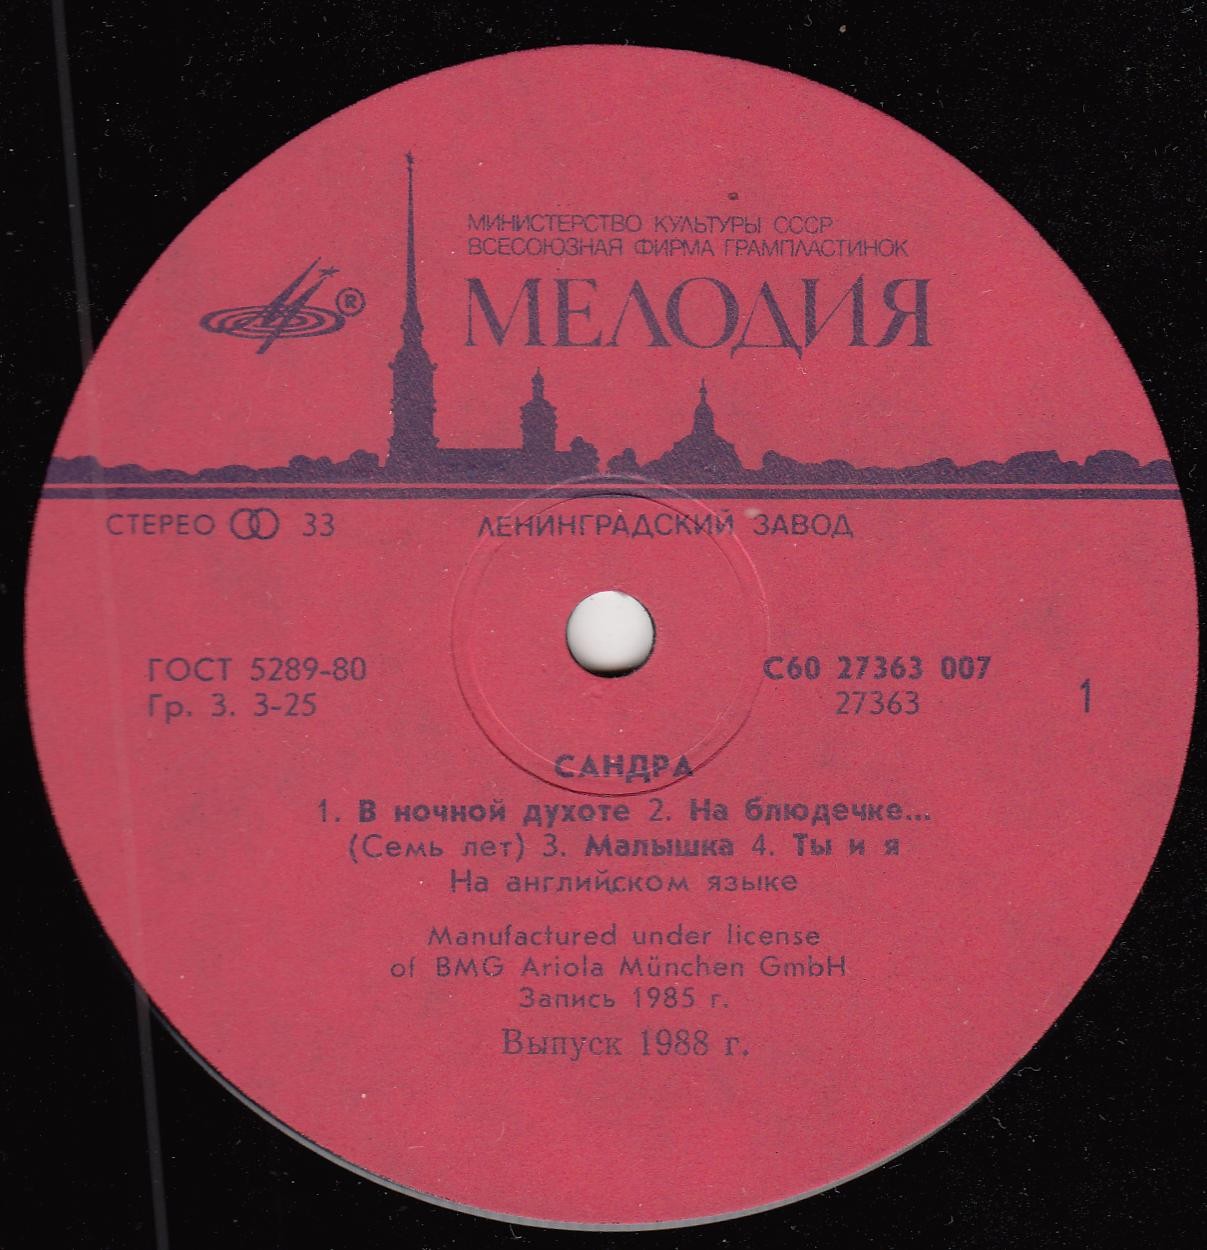 МИНИСТЕРСТВО КУЛЬТУРЫ СССР
ВСЕСОЮЗНАЯ ФИРМА ГРАМПЛАСТИНОК
МЕЛОДИЯ
®
СТЕРЕО 33
ЛЕНИНГРАДСКИЙ ЗАВОД
ГОСТ 5289-80
Гр. 3. 3-25
С60 27363 007
27363
1
САНДРА
1. В ночной духоте 2. На блюдечке...
(Семь лет) 3. Малышка 4. Ты и я
На английском языке
Manufactured under license
of BMG Ariola München GmbH
Запись 1985 г.
Выпуск 1988 г.